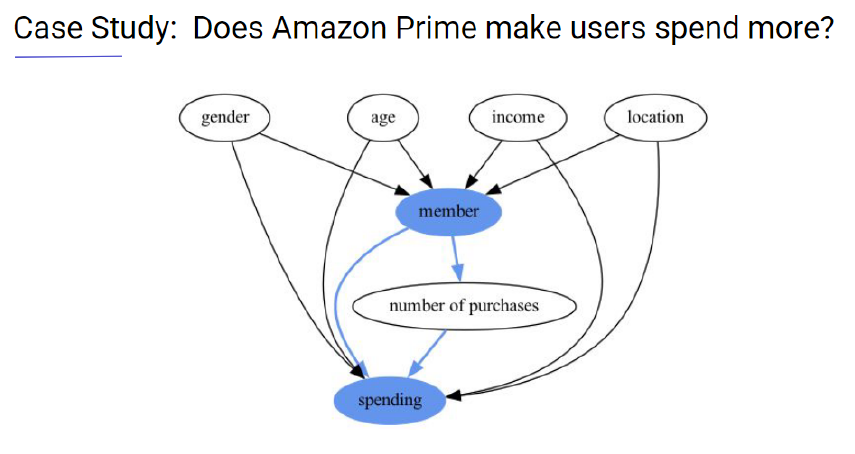 Case Study:  Does Amazon Prime make users spend more?
gender
age
income
location
member
number of purchases
spending